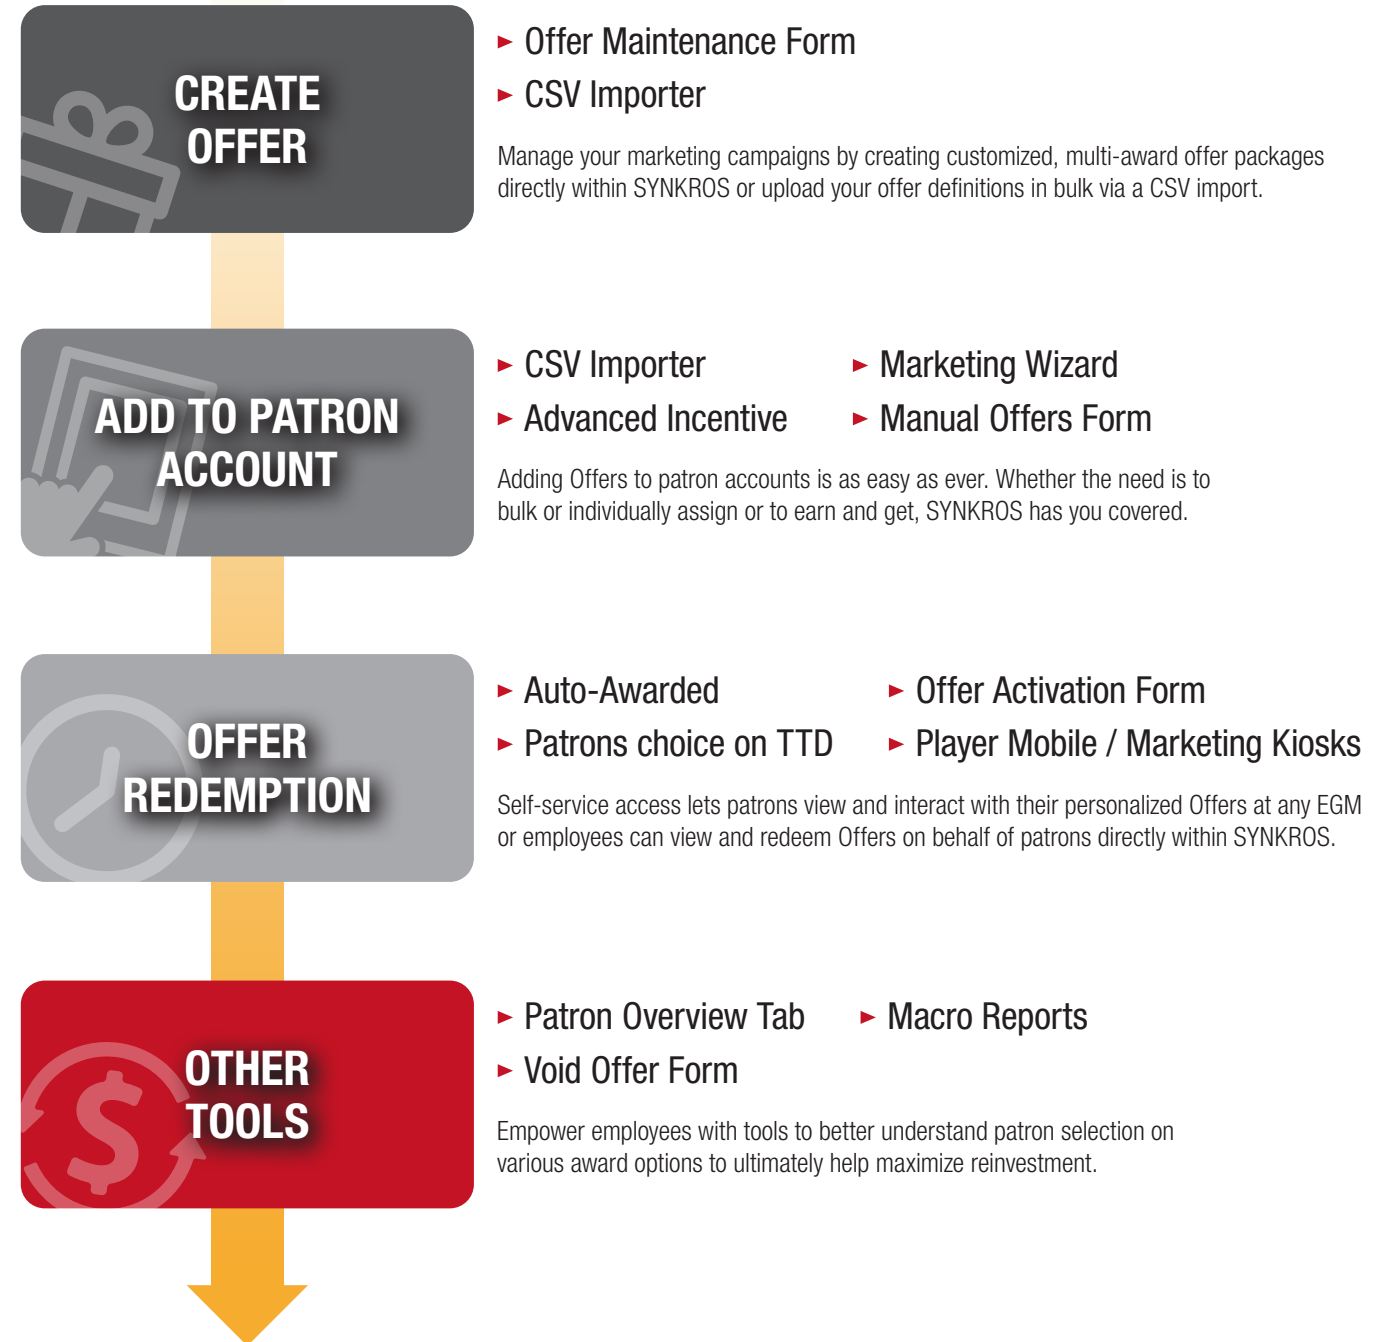 CREATE
OFFER
► Offer Maintenance Form
► CSV Importer
Manage your marketing campaigns by creating customized, multi-award offer packages
directly within SYNKROS or upload your offer definitions in bulk via a CSV import.
ADD TO PATRON
ACCOUNT
► CSV Importer ► Marketing Wizard
► Advanced Incentive ► Manual Offers Form
Adding Offers to patron accounts is as easy as ever. Whether the need is to
bulk or individually assign or to earn and get, SYNKROS has you covered.
OFFER
REDEMPTION
► Auto-Awarded ► Offer Activation Form
► Patrons choice on TTD ► Player Mobile / Marketing Kiosks
Self-service access lets patrons view and interact with their personalized Offers at any EGM
or employees can view and redeem Offers on behalf of patrons directly within SYNKROS.
OTHER
TOOLS
► Patron Overview Tab ► Macro Reports
► Void Offer Form
Empower employees with tools to better understand patron selection on
various award options to ultimately help maximize reinvestment.